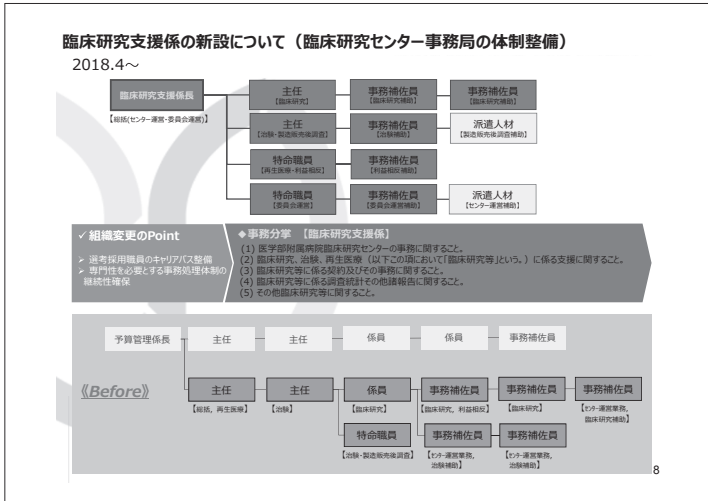 臨床研究支援係の新設について（臨床研究センター事務局の体制整備）
2018.4～
臨床研究支援係長
【総括(センター運営・委員会運営)】
主任
【臨床研究】
事務補佐員
【臨床研究補助】
事務補佐員
【臨床研究補助】
主任
【治験・製造販売後調査】
事務補佐員
【治験補助】
派遣人材
【製造販売後調査補助】
特命職員
【再生医療・利益相反】
事務補佐員
【利益相反補助】
特命職員
【委員会運営】
事務補佐員
【委員会運営補助】
派遣人材
【センター運営補助】
✓組織変更のPoint
➢ 選考採用職員のキャリアパス整備
➢ 専門性を必要とする事務処理体制の
継続性確保
◆事務分掌 【臨床研究支援係】
(1) 医学部附属病院臨床研究センターの事務に関すること。
(2) 臨床研究、治験、再生医療（以下この項において「臨床研究等」という。）に係る支援に関すること。
(3) 臨床研究等に係る契約及びその事務に関すること。
(4) 臨床研究等に係る調査統計その他諸報告に関すること。
(5) その他臨床研究等に関すること。
予算管理係長
主任
主任
係員
係員
事務補佐員
《Before》
主任
【総括, 再生医療】
主任
【治験】
係員
【臨床研究】
事務補佐員
【臨床研究, 利益相反】
事務補佐員
【臨床研究】
事務補佐員
【ｾﾝﾀｰ運営業務,
臨床研究補助】
特命職員
【治験・製造販売後調査】
事務補佐員
【ｾﾝﾀｰ運営業務,
治験補助】
事務補佐員
【ｾﾝﾀｰ運営業務,
治験補助】
8